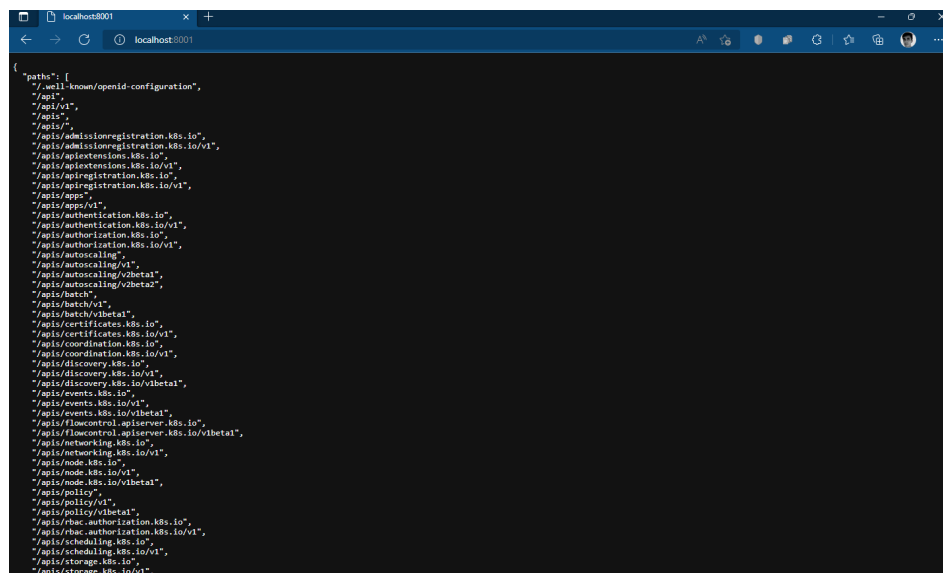 localhost:8001
localhost:8001
{
"paths": [
"/.well-known/openid-configuration",
"/api",
"/api/v1",
"/apis",
"/apis/",
"/apis/admissionregistration.k8s.io",
"/apis/admissionregistration.k8s.io/v1",
"/apis/apiextensions.k8s.io",
"/apis/apiextensions.k8s.io/v1",
"/apis/apiregistration.k8s.io",
"/apis/apiregistration.k8s.io/v1",
"/apis/apps",
"/apis/apps/v1",
"/apis/authentication.k8s.io",
"/apis/authentication.k8s.io/v1",
"/apis/authorization.k8s.io",
"/apis/authorization.k8s.io/v1",
"/apis/autoscaling",
"/apis/autoscaling/v1",
"/apis/autoscaling/v2beta1",
"/apis/autoscaling/v2beta2",
"/apis/batch",
"/apis/batch/v1",
"/apis/batch/v1beta1",
"/apis/certificates.k8s.io",
"/apis/certificates.k8s.io/v1",
"/apis/coordination.k8s.io",
"/apis/coordination.k8s.io/v1",
"/apis/discovery.k8s.io",
"/apis/discovery.k8s.io/v1",
"/apis/discovery.k8s.io/v1beta1",
"/apis/events.k8s.io",
"/apis/events.k8s.io/v1",
"/apis/events.k8s.io/v1beta1",
"/apis/flowcontrol.apiserver.k8s.io",
"/apis/flowcontrol.apiserver.k8s.io/v1beta1",
"/apis/networking.k8s.io",
"/apis/networking.k8s.io/v1",
"/apis/node.k8s.io",
"/apis/node.k8s.io/v1",
"/apis/node.k8s.io/v1beta1",
"/apis/policy",
"/apis/policy/v1",
"/apis/policy/v1beta1",
"/apis/rbac.authorization.k8s.io",
"/apis/rbac.authorization.k8s.io/v1",
"/apis/scheduling.k8s.io",
"/apis/scheduling.k8s.io/v1",
"/apis/storage.k8s.io",
"/apis/storage.k8s.io/v1",